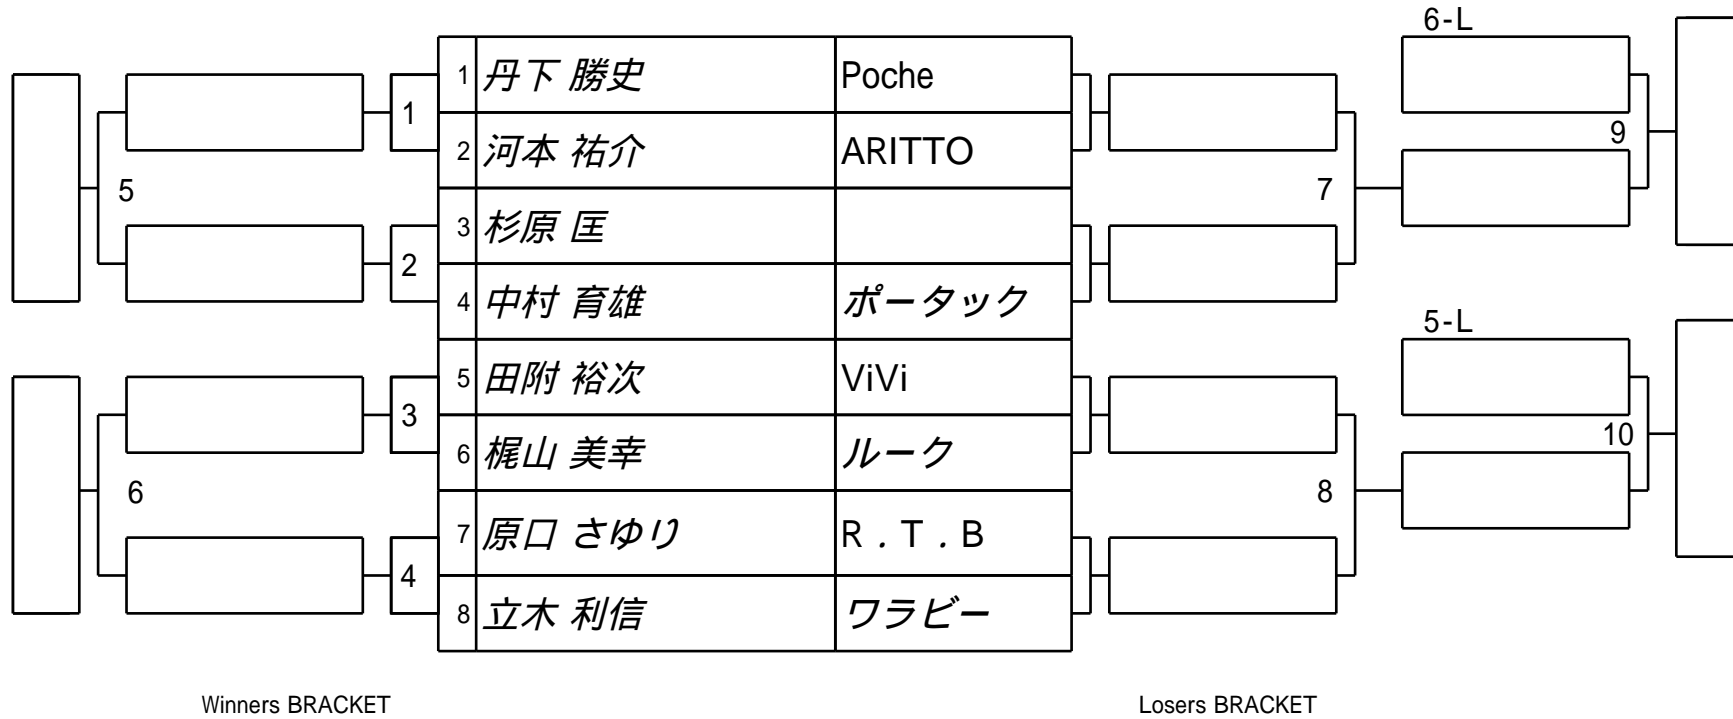 6-L
1 丹下 勝史 Poche
1
2 河本 祐介 ARITTO
9
5
7
3 杉原 匡
2
4 中村 育雄 ポータック
5-L
5 田附 裕次 ViVi
3
6 梶山 美幸 ルーク
10
6
8
7 原口 さゆり R．T．B
4
8 立木 利信 ワラビー
Winners BRACKET
Losers BRACKET